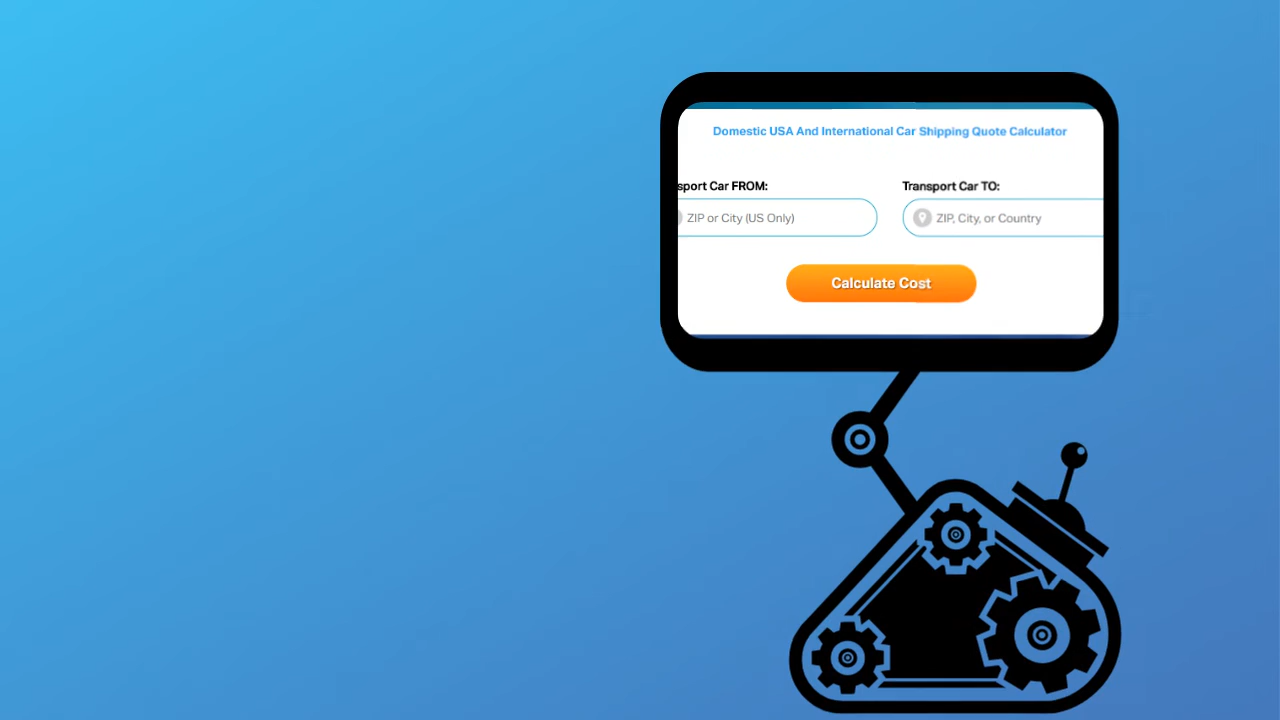 Domestic USA And International Car Shipping Quote Calculator
sport Car FROM:
Transport Car TO:
ZIP or City (US Only)
ZIP, City, or Country
Calculate Cost